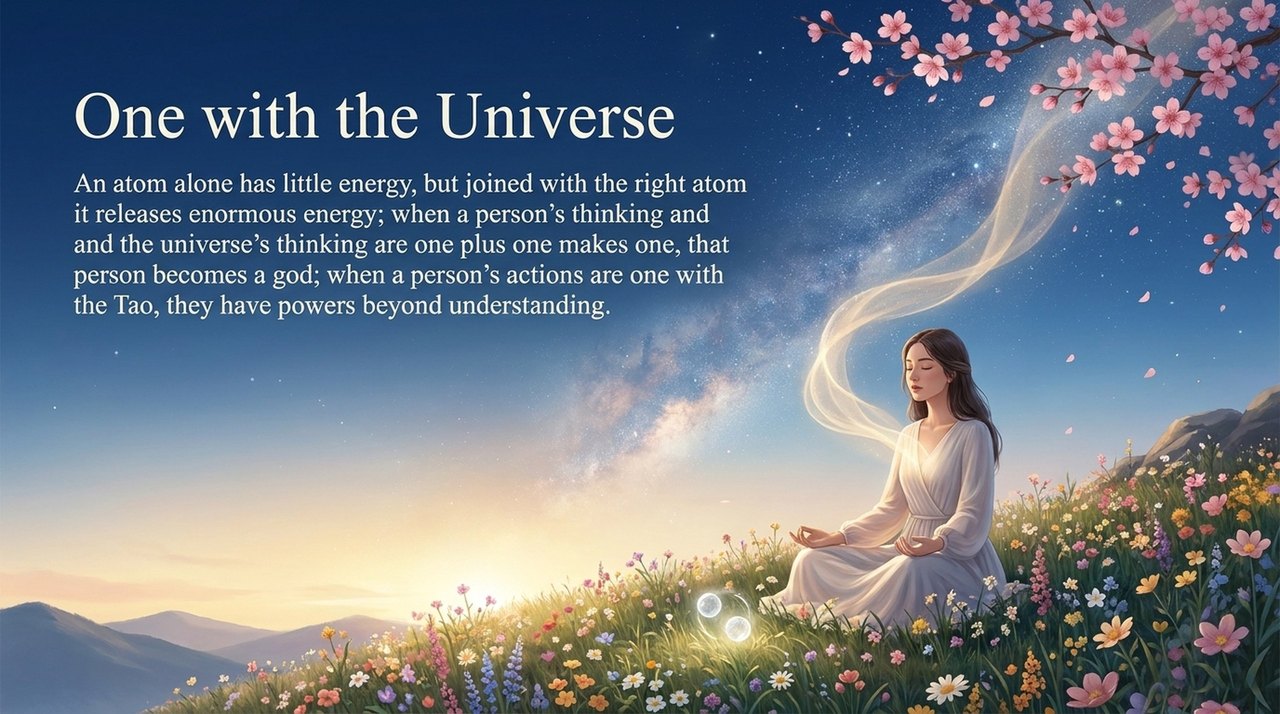 One with the Universe
An atom alone has little energy, but joined with the right atom
it releases enormous energy; when a person’s thinking and
and the universe’s thinking are one plus one makes one, that
person becomes a god; when a person’s actions are one with
the Tao, they have powers beyond understanding.